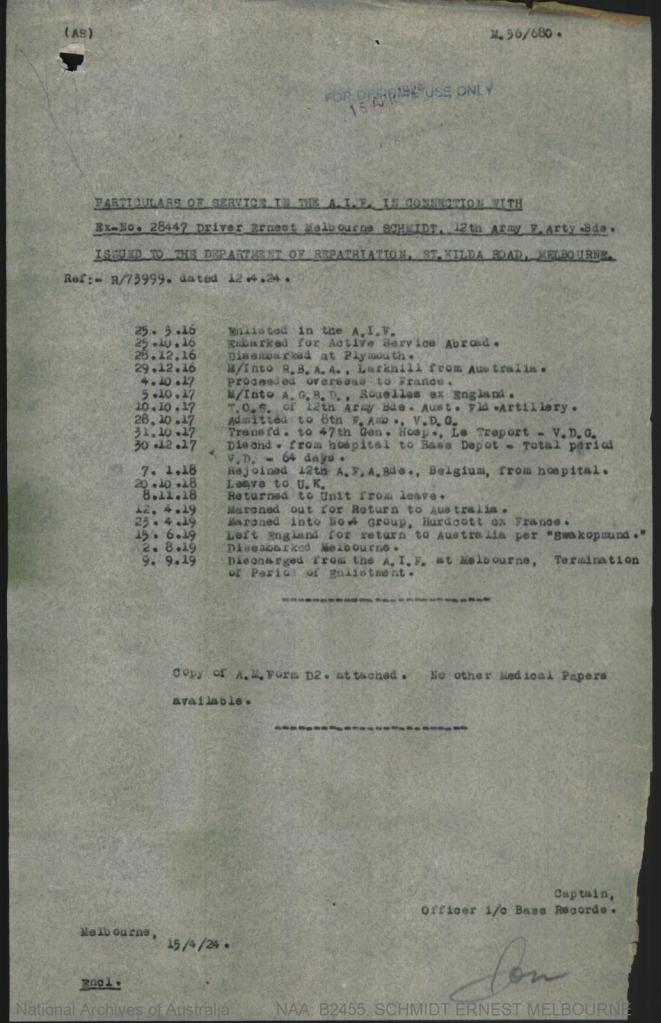 (AS)
M.56/680.
FOR OFFICIAL USE ONLY
15 APR 1924
PARTICULARS OF SERVICE IN THE A.I.F. IN CONNECTION WITH
Ex-No. 28447 Driver Ernest Melbourne SCHMIDT, 12th Army F.Arty Bde.
ISSUED TO THE DEPARTMENT OF REPATRIATION, ST.KILDA ROAD, MELBOURNE.
Ref:- R/73999. dated 12.4.24.
25. 5.16 Enlisted in the A.I.F.
25.10.16 Embarked for Active Service Abroad.
28.12.16 Disembarked at Plymouth.
29.12.16 M/Into R.B.A.A., Larkhill from Australia.
4.10.17 Proceeded overseas to France.
5.10.17 M/Into A.G.B.D., Rouelles ex England.
10.10.17 T.O.S. of 12th Army Bde. Aust. Fld.Artillery.
28.10.17 Admitted to 8th F.Amb., V.D.G.
31.10.17 Transfd. to 47th Gen. Hosp., Le Treport - V.D.G.
30.12.17 Dischd. from hospital to Base Depot - Total period
V.D. - 64 days.
7. 1.18 Rejoined 12th A.F.A.Bde., Belgium, from hospital.
20.10.18 Leave to U.K.
8.11.18 Returned to Unit from leave.
12. 4.19 Marched out for Return to Australia.
23. 4.19 Marched into No.4 Group, Hurdcott ex France.
15. 6.19 Left England for return to Australia per "Swakopmund."
2. 8.19 Disembarked Melbourne.
9. 9.19 Discharged from the A.I.F. at Melbourne, Termination
of Period of Enlistment.
Copy of A.M.Form D2. attached. No other Medical Papers
available.
Captain,
Officer i/c Base Records.
Melbourne,
15/4/24.
Encl.
National Archives of Australia NAA: B2455, SCHMIDT ERNEST MELBOURNE